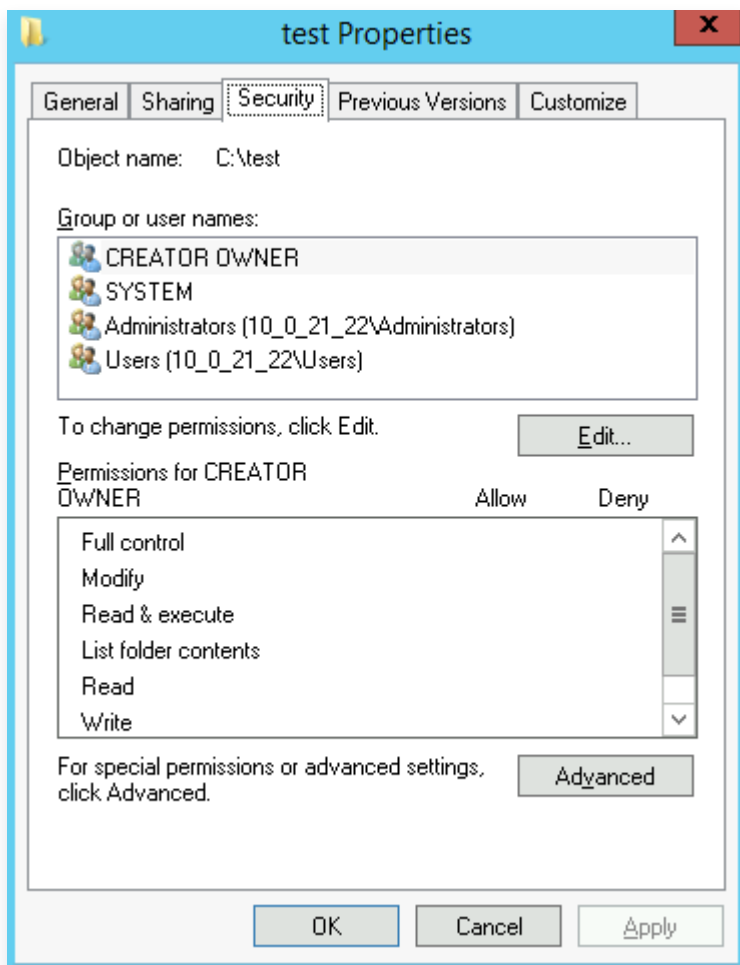 test Properties
x
General Sharing Security Previous Versions Customize
Object name: C:\test
Group or user names:
CREATOR OWNER
SYSTEM
Administrators (10_0_21_22\Administrators)
Users (10_0_21_22\Users)
To change permissions, click Edit.
Edit...
Permissions for CREATOR
OWNER Allow Deny
Full control
Modify
Read & execute
List folder contents
Read
Write
For special permissions or advanced settings,
click Advanced.
Advanced
OK Cancel Apply